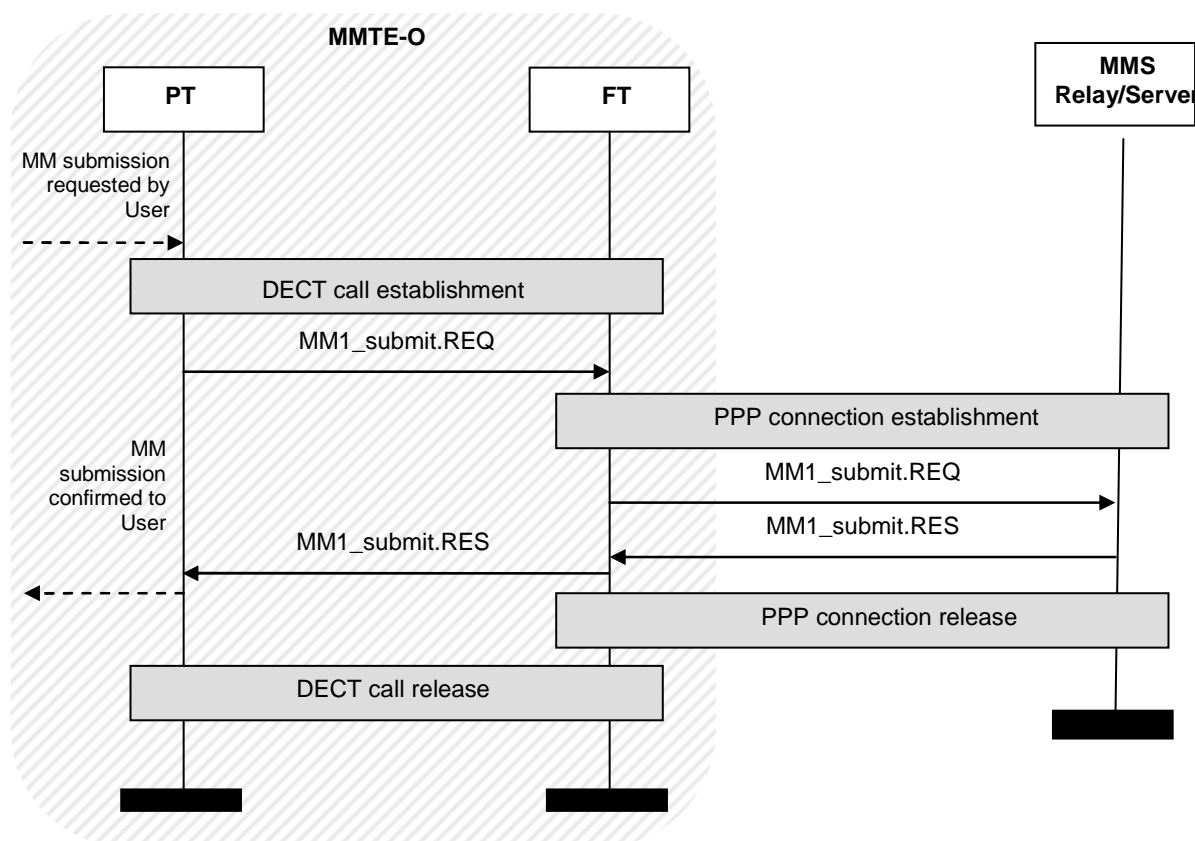 MMTE-O
PT
FT
MMS
Relay/Server
MM submission
requested by
User
DECT call establishment
MM1_submit.REQ
PPP connection establishment
MM
submission
confirmed to
User
MM1_submit.REQ
MM1_submit.RES
MM1_submit.RES
PPP connection release
DECT call release